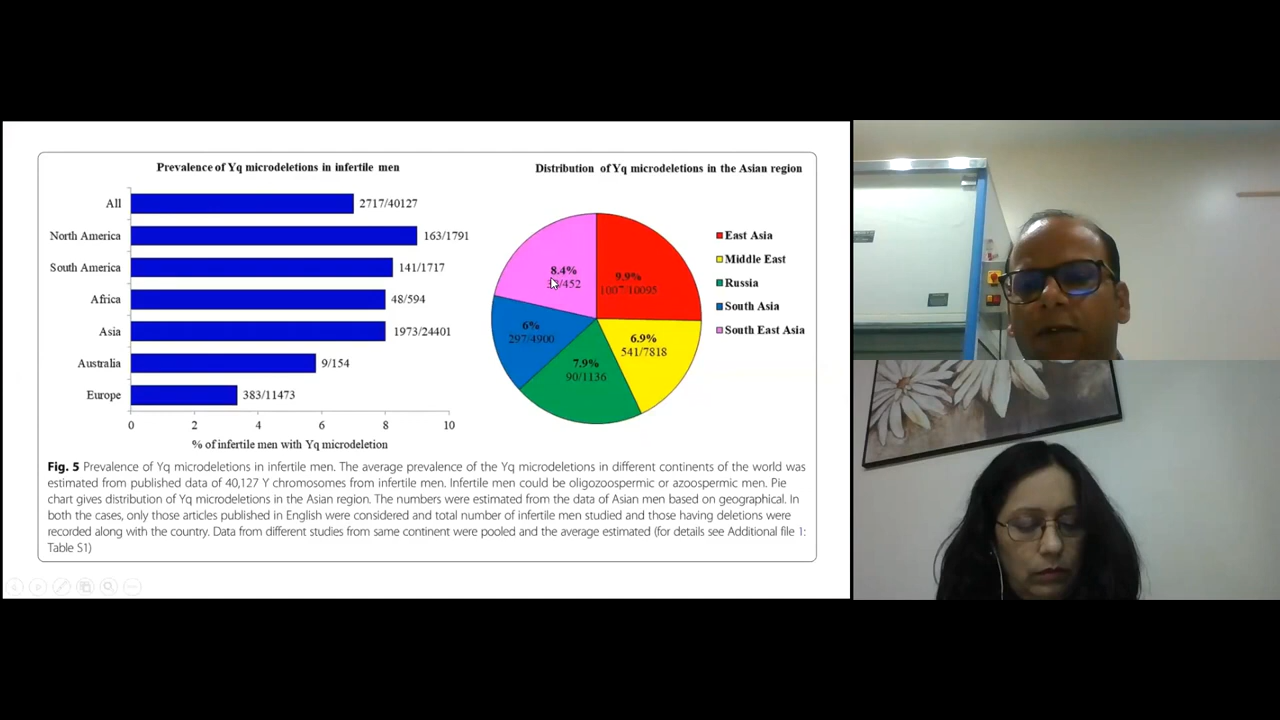 Prevalence of Yq microdeletions in infertile men
All
2717/40127
North America
163/1791
South America
141/1717
Africa
48/594
Asia
1973/24401
Australia
9/154
Europe
383/11473
0 2 4 6 8 10
% of infertile men with Yq microdeletion
Distribution of Yq microdeletions in the Asian region
8.4%
/452
9.9%
1007/10095
6%
297/4900
6.9%
541/7818
7.9%
90/1136
East Asia
Middle East
Russia
South Asia
South East Asia
Fig. 5 Prevalence of Yq microdeletions in infertile men. The average prevalence of the Yq microdeletions in different continents of the world was
estimated from published data of 40,127 Y chromosomes from infertile men. Infertile men could be oligozoospermic or azoospermic men. Pie
chart gives distribution of Yq microdeletions in the Asian region. The numbers were estimated from the data of Asian men based on geographical. In
both the cases, only those articles published in English were considered and total number of infertile men studied and those having deletions were
recorded along with the country. Data from different studies from same continent were pooled and the average estimated (for details see Additional file 1:
Table S1)